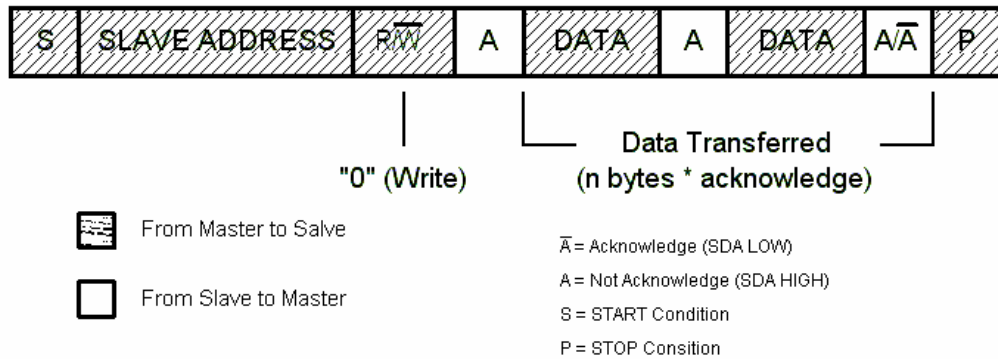 S SLAVE ADDRESS R/W̅ A DATA A DATA A/A̅ P
Data Transferred
"0" (Write) (n bytes * acknowledge)
From Master to Salve
From Slave to Master
A̅ = Acknowledge (SDA LOW)
A = Not Acknowledge (SDA HIGH)
S = START Condition
P = STOP Consition